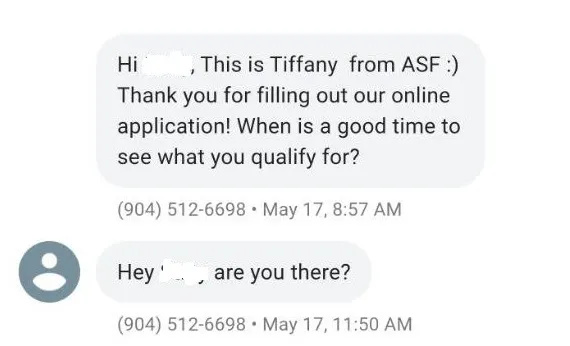 Hi , This is Tiffany from ASF :)
Thank you for filling out our online
application! When is a good time to
see what you qualify for?
(904) 512-6698 • May 17, 8:57 AM
Hey are you there?
(904) 512-6698 • May 17, 11:50 AM